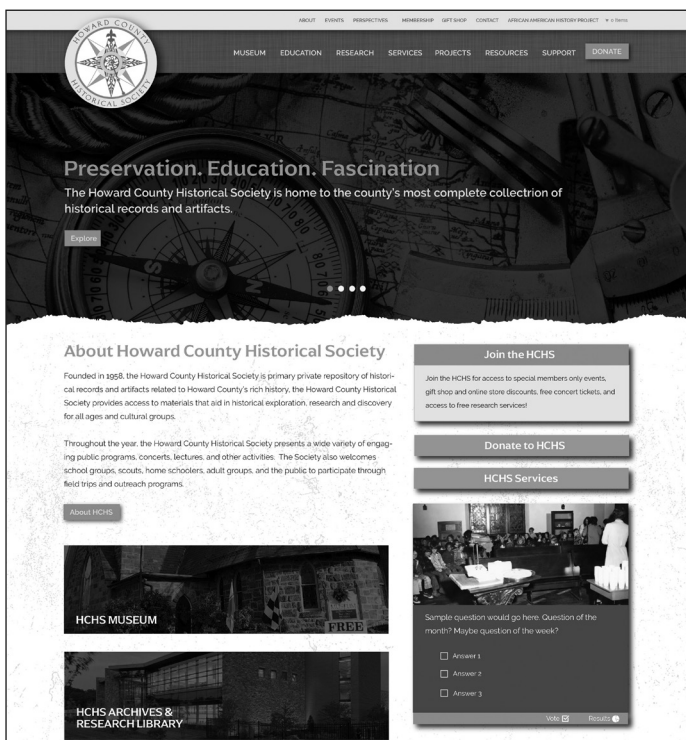 ABOUT EVENTS PERSPECTIVES MEMBERSHIP GIFT SHOP CONTACT AFRICAN AMERICAN HISTORY PROJECT 0 Items
HOWARD COUNTY
HISTORICAL SOCIETY
MUSEUM EDUCATION RESEARCH SERVICES PROJECTS RESOURCES SUPPORT DONATE
Preservation. Education. Fascination
The Howard County Historical Society is home to the county's most complete collectrion of
historical records and artifacts.
Explore
About Howard County Historical Society
Founded in 1958, the Howard County Historical Society is primary private repository of histori-
cal records and artifacts related to Howard County's rich history, the Howard County Historical
Society provides access to materials that aid in historical exploration, research and discovery
for all ages and cultural groups.
Throughout the year, the Howard County Historical Society presents a wide variety of engag-
ing public programs, concerts, lectures, and other activities. The Society also welcomes
school groups, scouts, home schoolers, adult groups, and the public to participate through
field trips and outreach programs.
About HCHS
HCHS MUSEUM
FREE
HCHS ARCHIVES &
RESEARCH LIBRARY
Join the HCHS
Join the HCHS for access to special members only events,
gift shop and online store discounts, free concert tickets, and
access to free research services!
Donate to HCHS
HCHS Services
Sample question would go here. Question of the
month? Maybe question of the week?
Answer 1
Answer 2
Answer 3
Vote Results